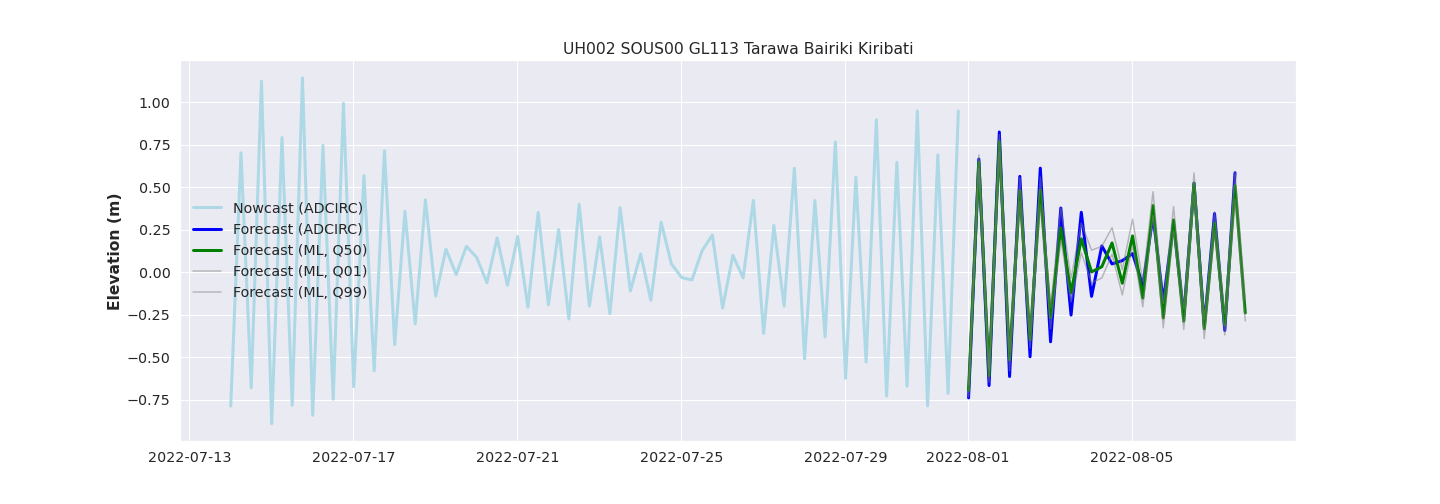 UH002 SOUS00 GL113 Tarawa Bairiki Kiribati
Elevation (m)
1.00
0.75
0.50
0.25
0.00
−0.25
−0.50
−0.75
Nowcast (ADCIRC)
Forecast (ADCIRC)
Forecast (ML, Q50)
Forecast (ML, Q01)
Forecast (ML, Q99)
2022-07-13 2022-07-17 2022-07-21 2022-07-25 2022-07-29 2022-08-01 2022-08-05